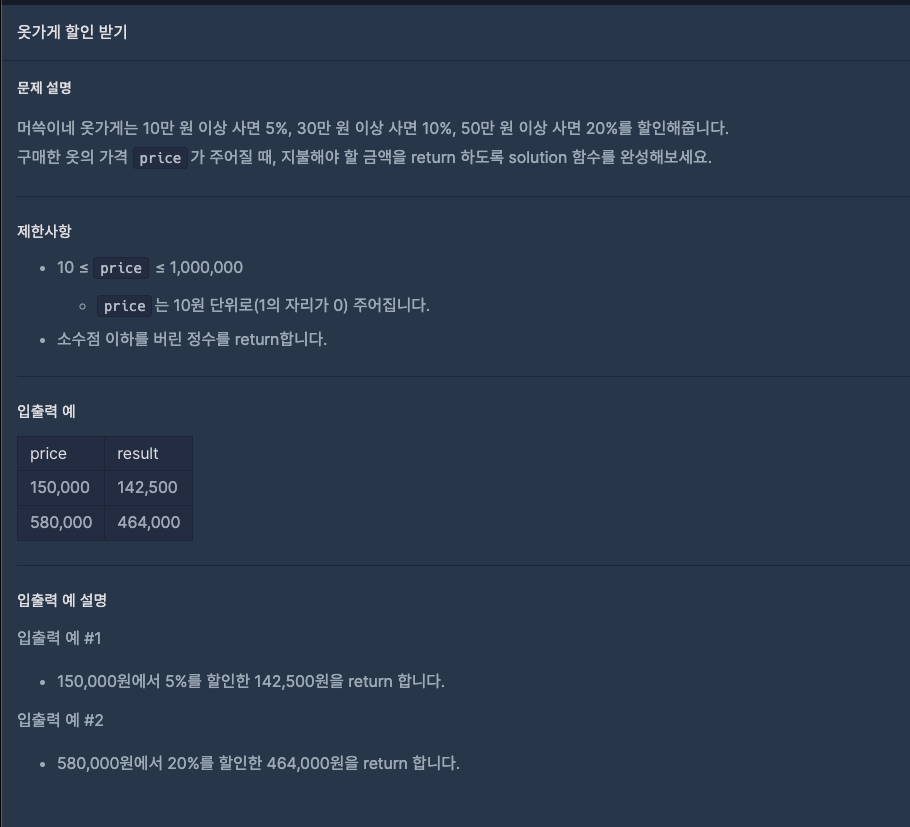 옷가게 할인 받기
문제 설명
머쓱이네 옷가게는 10만 원 이상 사면 5%, 30만 원 이상 사면 10%, 50만 원 이상 사면 20%를 할인해줍니다.
구매한 옷의 가격 price 가 주어질 때, 지불해야 할 금액을 return 하도록 solution 함수를 완성해보세요.
제한사항
• 10 ≤ price ≤ 1,000,000
◦ price 는 10원 단위로(1의 자리가 0) 주어집니다.
• 소수점 이하를 버린 정수를 return합니다.
입출력 예
price result
150,000 142,500
580,000 464,000
입출력 예 설명
입출력 예 #1
• 150,000원에서 5%를 할인한 142,500원을 return 합니다.
입출력 예 #2
• 580,000원에서 20%를 할인한 464,000원을 return 합니다.